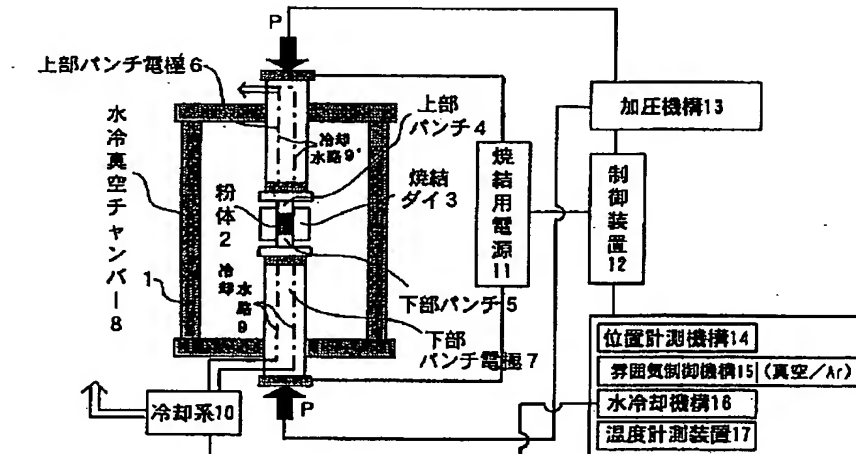 P
上部パンチ電極6
水冷真空チャンバー8
上部
パンチ4
冷却
水路9'
焼結
ダイ3
粉体2
焼結用電源11
加圧機構13
制御装置12
冷却
水路9
1
下部パンチ5
下部
パンチ電極7
位置計測機構14
雰囲気制御機構15 (真空/Ar)
水冷却機構16
温度計測装置17
冷却系10
P